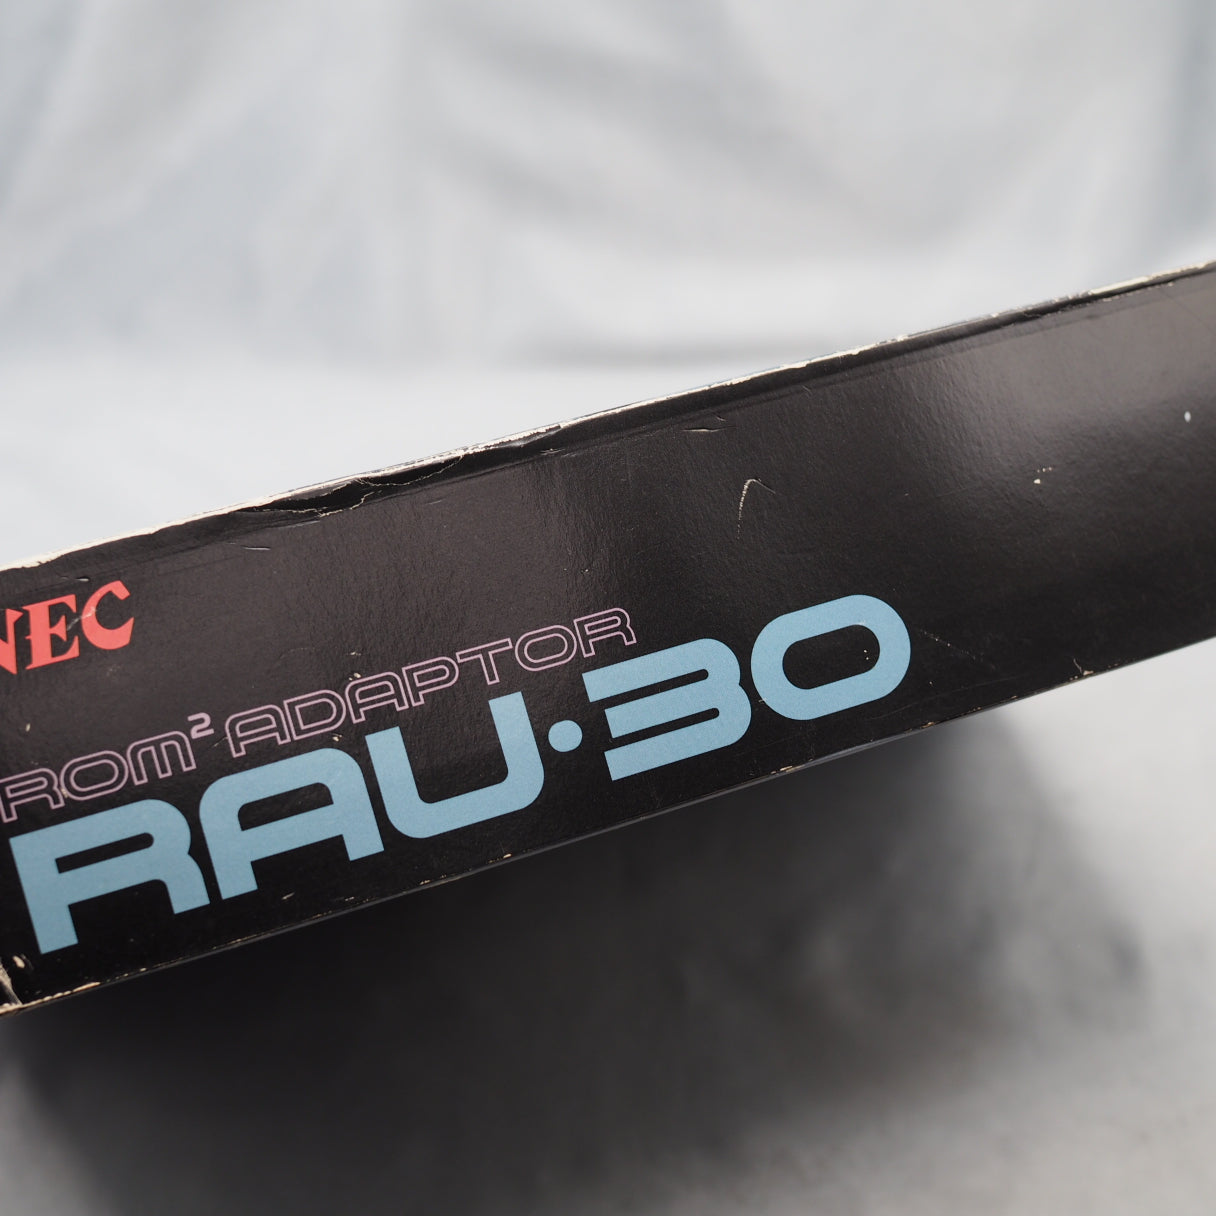 NEC
ROM² ADAPTOR
RAU·30